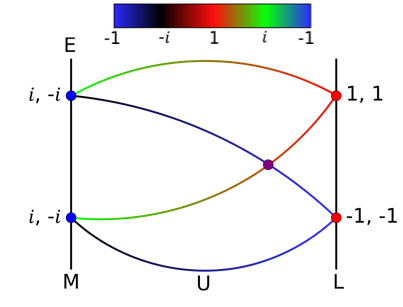 -1 -i 1 i -1
E
i, -i 1, 1
i, -i -1, -1
M U L